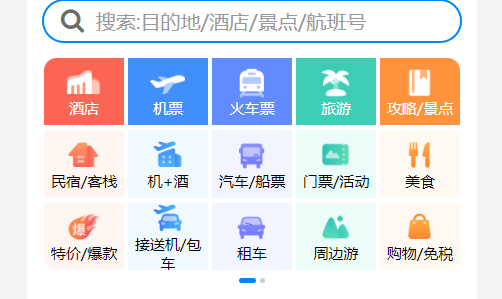 搜索:目的地/酒店/景点/航班号
酒店
机票
火车票
旅游
攻略/景点
民宿/客栈
机+酒
汽车/船票
门票/活动
美食
爆
特价/爆款
接送机/包
车
租车
周边游
购物/免税